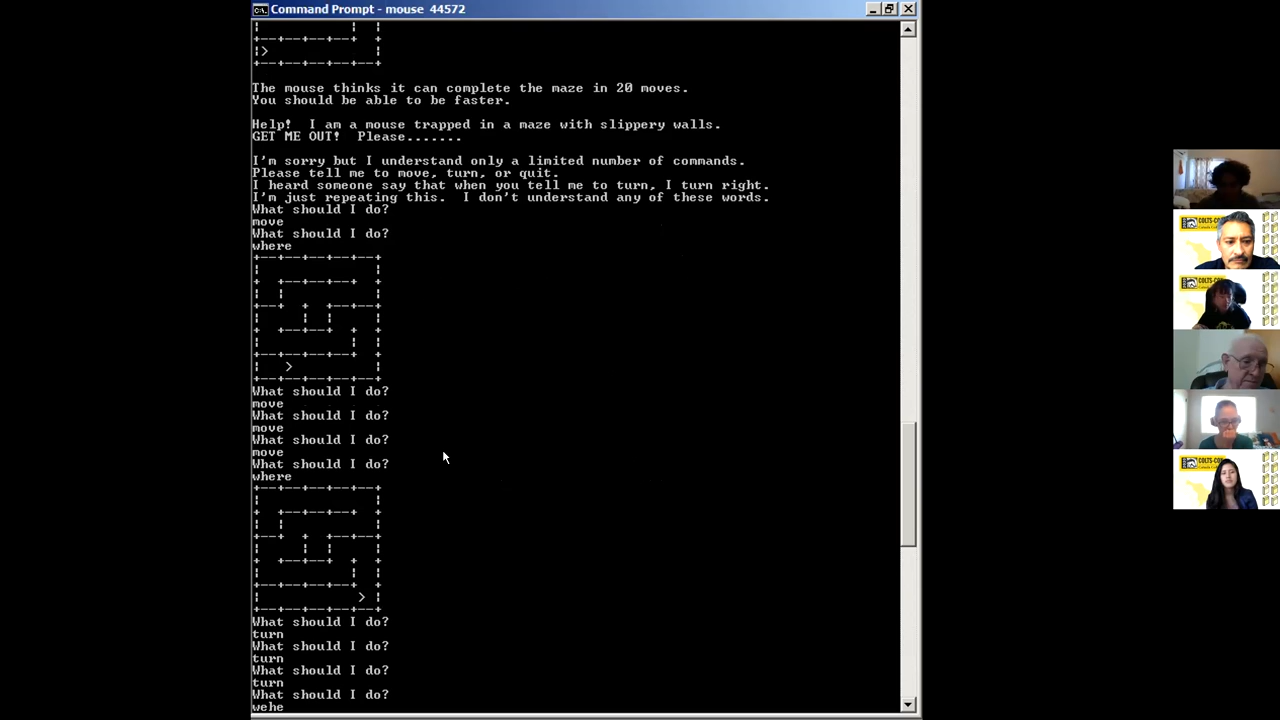 Command Prompt - mouse 44572
¦ ¦ ¦
+--+--+--+--+ +
¦> ¦
+--+--+--+--+--+
The mouse thinks it can complete the maze in 20 moves.
You should be able to be faster.
Help! I am a mouse trapped in a maze with slippery walls.
GET ME OUT! Please.......
I'm sorry but I understand only a limited number of commands.
Please tell me to move, turn, or quit.
I heard someone say that when you tell me to turn, I turn right.
I'm just repeating this. I don't understand any of these words.
What should I do?
move
What should I do?
where
+--+--+--+--+--+
¦ ¦
+ +--+--+--+ +
¦ ¦ ¦
+--+ + +--+--+
¦ ¦ ¦ ¦
+ +--+--+ + +
¦ ¦ ¦
+--+--+--+--+ +
¦ > ¦
+--+--+--+--+--+
What should I do?
move
What should I do?
move
What should I do?
move
What should I do?
where
+--+--+--+--+--+
¦ ¦
+ +--+--+--+ +
¦ ¦ ¦
+--+ + +--+--+
¦ ¦ ¦ ¦
+ +--+--+ + +
¦ ¦ ¦
+--+--+--+--+ +
¦ > ¦
+--+--+--+--+--+
What should I do?
turn
What should I do?
turn
What should I do?
turn
What should I do?
wehe